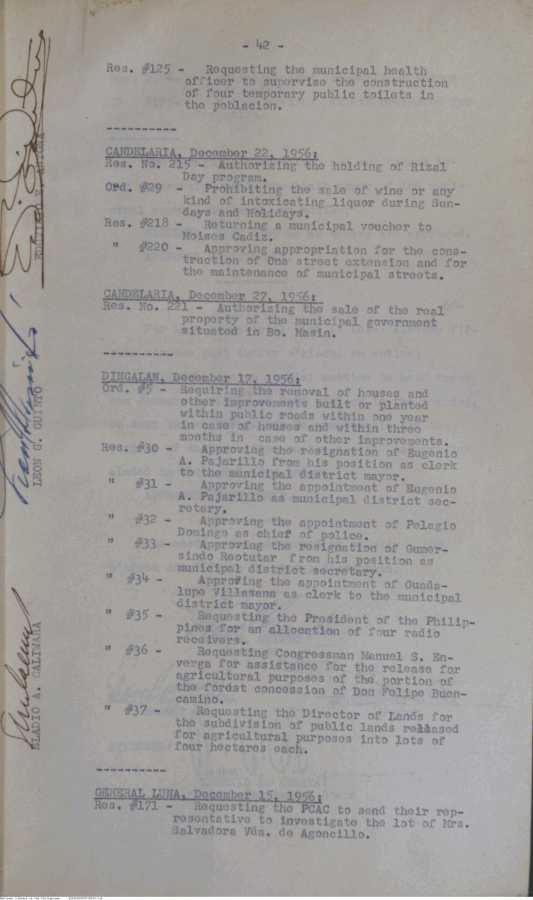 - 42 -
Res. #125 - Requesting the municipal health
officer to supervise the construction
of four temporary public toilets in
the poblacion.
-----------
CANDELARIA, December 22, 1956:
Res. No. 215 - Authorizing the holding of Rizal
Day program.
Ord. #29 - Prohibiting the sale of wine or any
kind of intoxicating liquor during Sun-
days and Holidays.
Res. #218 - Returning a municipal voucher to
Moises Cadiz.
" #220 - Approving appropriation for the cons-
truction of Ona street extension and for
the maintenance of municipal streets.
CANDELARIA, December 27, 1956:
Res. No. 221 - Authorizing the sale of the real
property of the municipal government
situated in Bo. Masin.
-----------
DINGALAN, December 17, 1956:
Ord. #5 - Requiring the removal of houses and
other improvements built or planted
within public roads within one year
in case of houses and within three
months in case of other improvements.
Res. #30 - Approving the resignation of Eugenio
A. Pajarillo from his position as clerk
to the municipal district mayor.
" #31 - Approving the appointment of Eugenio
A. Pajarillo as municipal district sec-
retary.
" #32 - Approving the appointment of Pelagio
Domingo as chief of police.
" #33 - Approving the resignation of Gumer-
sindo Rootutar from his position as
municipal district secretary.
" #34 - Approving the appointment of Guada-
lupe Villasana as clerk to the municipal
district mayor.
" #35 - Requesting the President of the Philip-
pines for an allocation of four radio
receivers.
" #36 - Requesting Congressman Manuel S. En-
verga for assistance for the release for
agricultural purposes of the portion of
the forest concession of Don Felipe Buen-
camino.
" #37 - Requesting the Director of Lands for
the subdivision of public lands released
for agricultural purposes into lots of
four hectares each.
-----------
GENERAL LUNA, December 15, 1956:
Res. #171 - Requesting the PCAC to send their rep-
resentative to investigate the lot of Mrs.
Salvadora Vda. de Agoncillo.
LEON G. GUINTO
ELADIO A. CALIWARA